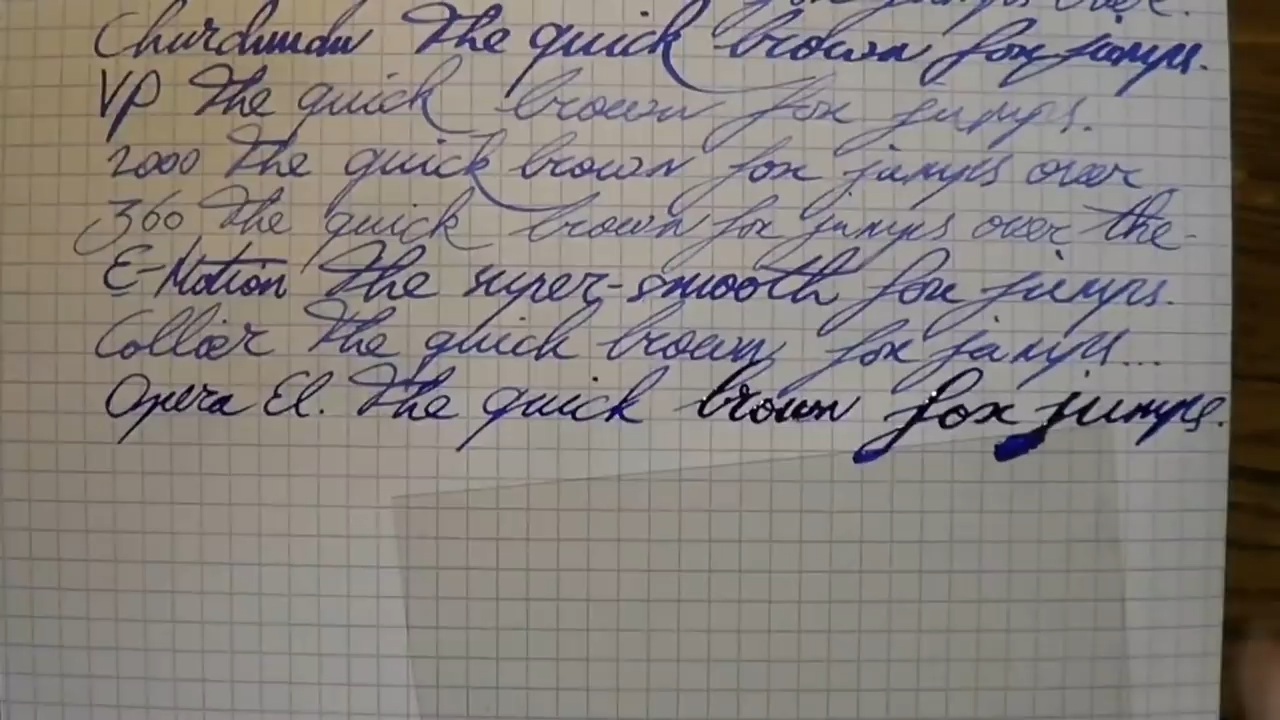 over.
Churchman The quick brown fox jumps.
VP The quick brown fox jumps.
2000 The quick brown fox jumps over
360 The quick brown fox jumps over the
E-Motion The super-smooth fox jumps.
Collier The quick brown fox jumps...
Opera El. The quick brown fox jumps.